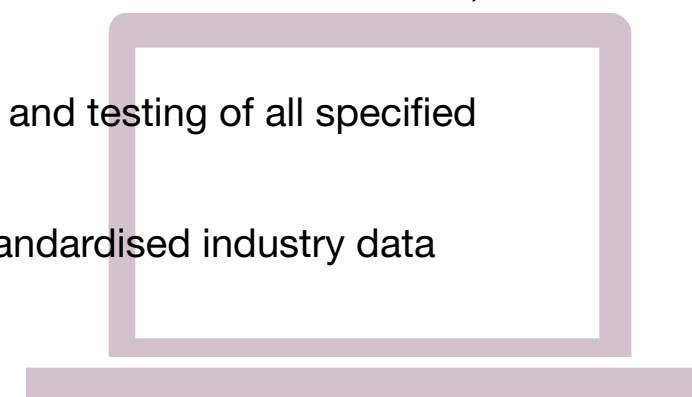 and testing of all specified
andardised industry data